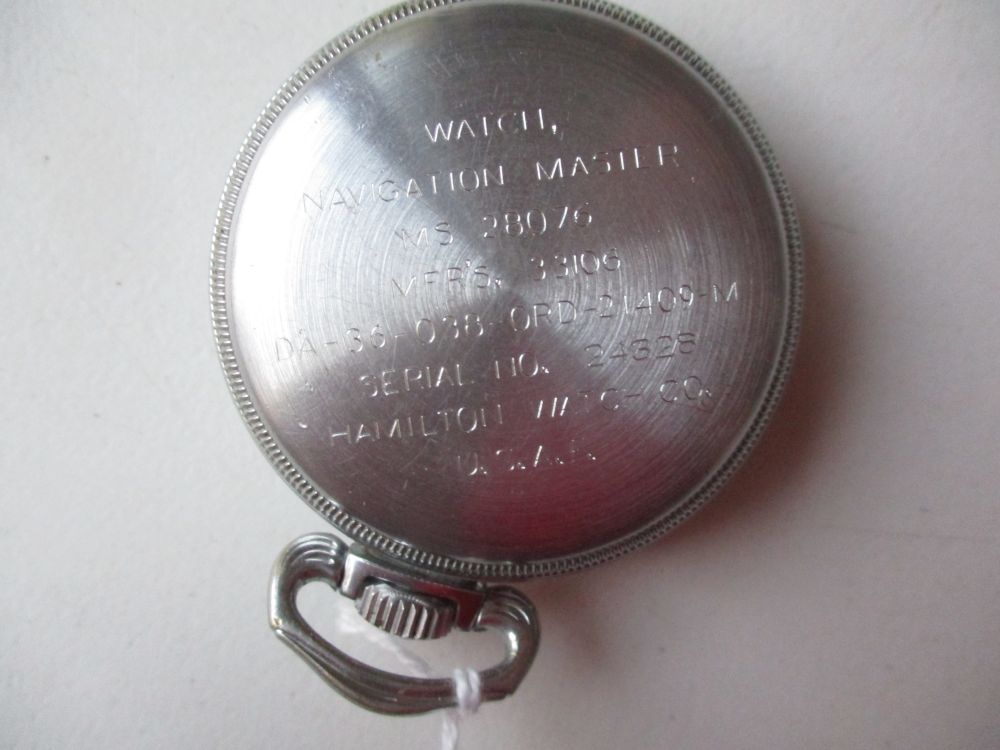 WATCH,
NAVIGATION MASTER
MS 28076
MFR'S. 33106
DA-36-038-ORD-21409-M
SERIAL NO. 24328
HAMILTON WATCH CO.
U.S.A.F.